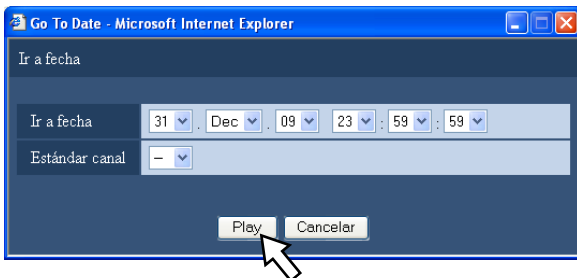 Go To Date - Microsoft Internet Explorer
Ir a fecha
Ir a fecha 31 . Dec . 09 23 : 59 : 59
Estándar canal –
Play Cancelar